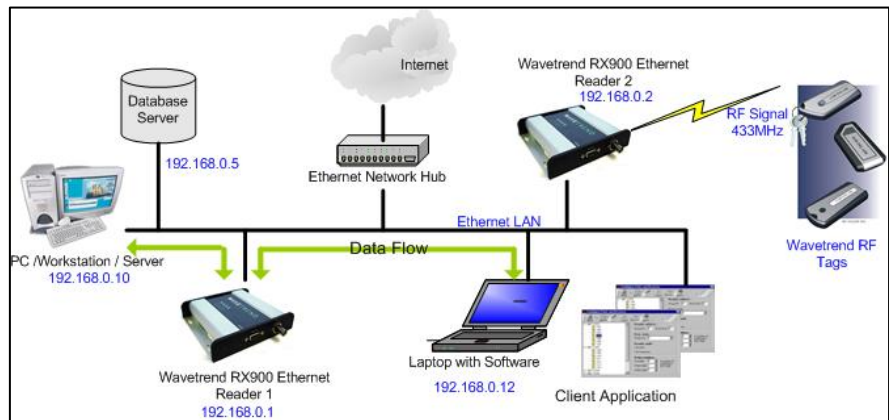 Internet
Wavetrend RX900 Ethernet
Reader 2
192.168.0.2
Database
Server
RF Signal
433MHz
192.168.0.5
Ethernet Network Hub
Ethernet LAN
Data Flow
PC /Workstation / Server
192.168.0.10
Wavetrend RF
Tags
Wavetrend RX900 Ethernet
Reader 1
192.168.0.1
Laptop with Software
192.168.0.12
Client Application